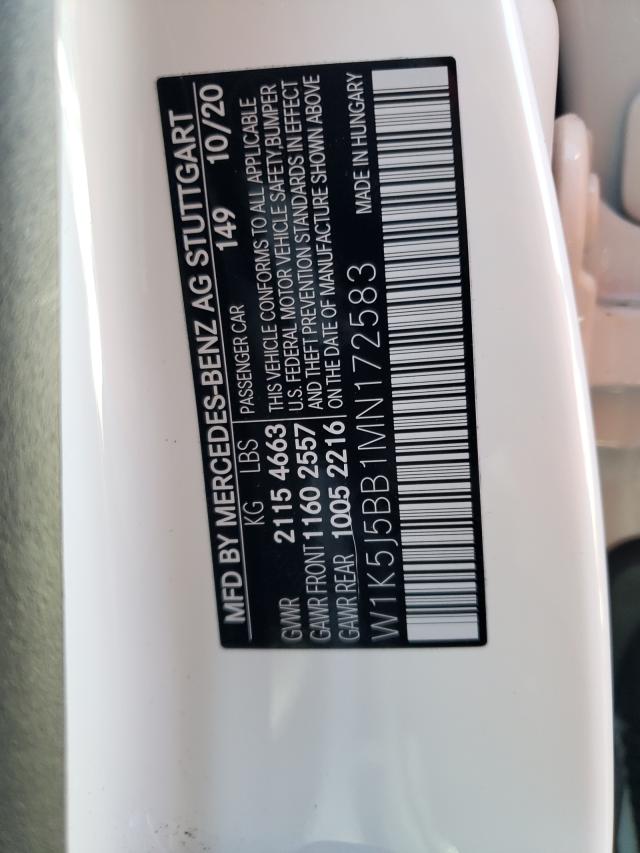 MFD BY MERCEDES-BENZ AG STUTTGART
149 10/20
KG LBS
GVWR 2115 4663
GAWR FRONT 1160 2557
GAWR REAR 1005 2216
PASSENGER CAR
THIS VEHICLE CONFORMS TO ALL APPLICABLE
U.S. FEDERAL MOTOR VEHICLE SAFETY,BUMPER
AND THEFT PREVENTION STANDARDS IN EFFECT
ON THE DATE OF MANUFACTURE SHOWN ABOVE
W1K5J5BB1MN172583 MADE IN HUNGARY